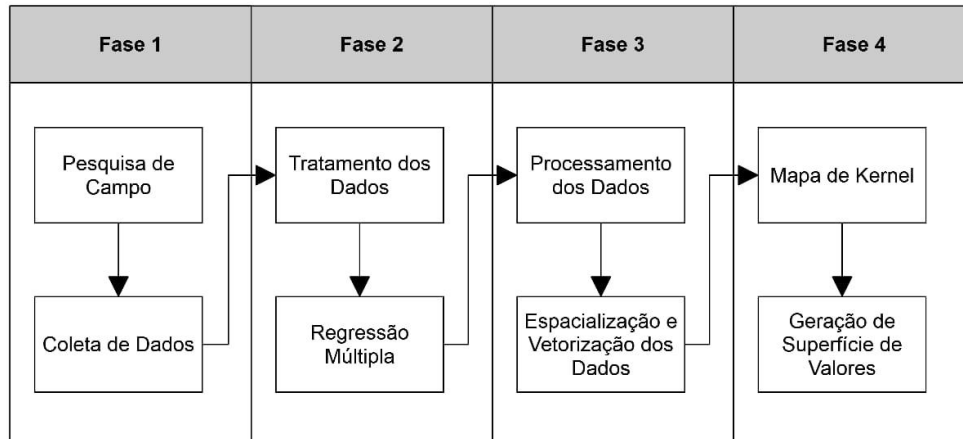 Fase 1
Fase 2
Fase 3
Fase 4
Pesquisa de
Campo
Coleta de Dados
Tratamento dos
Dados
Regressão
Múltipla
Processamento
dos Dados
Espacialização e
Vetorização dos
Dados
Mapa de Kernel
Geração de
Superfície de
Valores